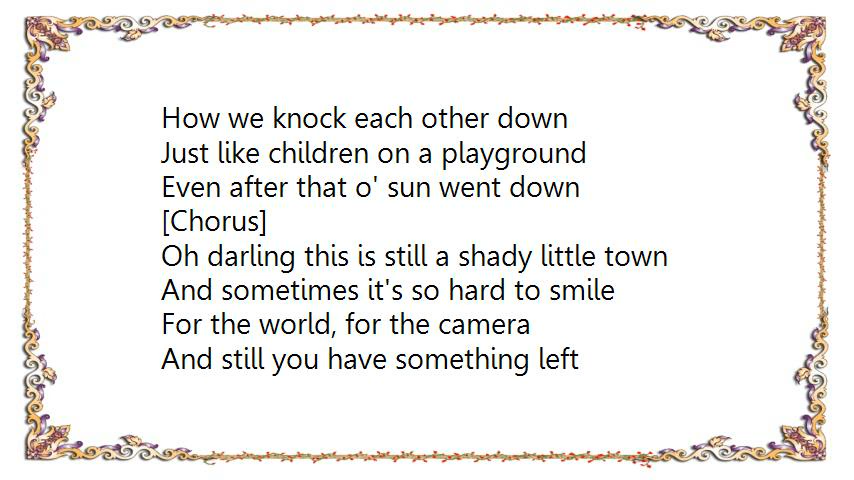 How we knock each other down
Just like children on a playground
Even after that o' sun went down
[Chorus]
Oh darling this is still a shady little town
And sometimes it's so hard to smile
For the world, for the camera
And still you have something left